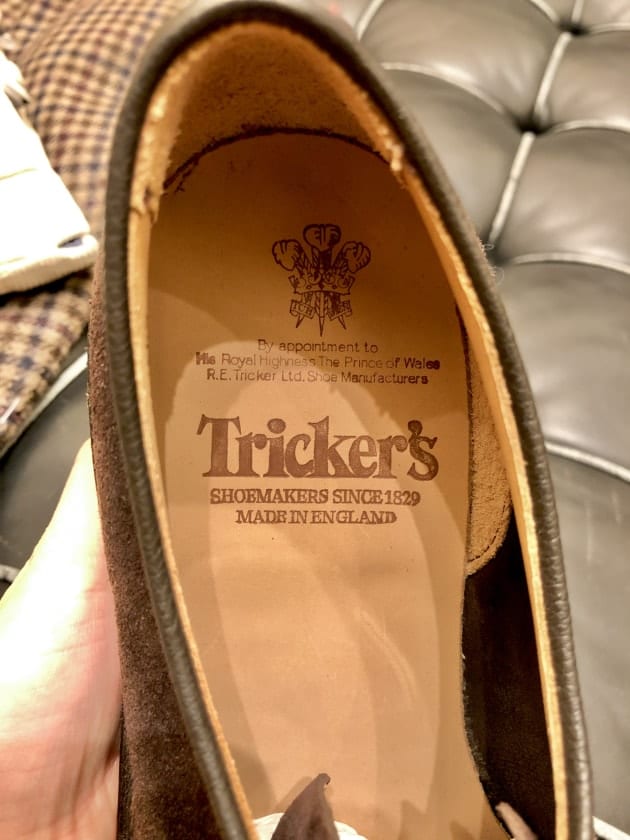 By appointment to
His Royal Highness The Prince of Wales
R.E. Tricker Ltd. Shoe Manufacturers
Tricker's
SHOEMAKERS SINCE 1829
MADE IN ENGLAND